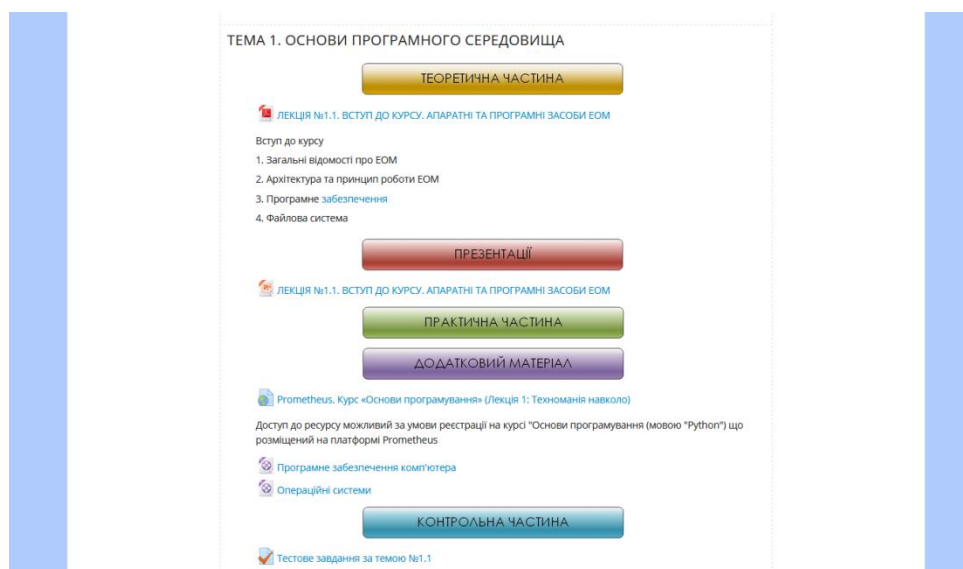 ТЕМА 1. ОСНОВИ ПРОГРАМНОГО СЕРЕДОВИЩА
ТЕОРЕТИЧНА ЧАСТИНА
ЛЕКЦІЯ №1.1. ВСТУП ДО КУРСУ. АПАРАТНІ ТА ПРОГРАМНІ ЗАСОБИ ЕОМ
Вступ до курсу
1. Загальні відомості про ЕОМ
2. Архітектура та принцип роботи ЕОМ
3. Програмне забезпечення
4. Файлова система
ПРЕЗЕНТАЦІЇ
ЛЕКЦІЯ №1.1. ВСТУП ДО КУРСУ. АПАРАТНІ ТА ПРОГРАМНІ ЗАСОБИ ЕОМ
ПРАКТИЧНА ЧАСТИНА
ДОДАТКОВИЙ МАТЕРІАЛ
Prometheus. Курс «Основи програмування» (Лекція 1: Техноманія навколо)
Доступ до ресурсу можливий за умови реєстрації на курсі "Основи програмування (мовою "Python") що
розміщений на платформі Prometheus
Програмне забезпечення комп'ютера
Операційні системи
КОНТРОЛЬНА ЧАСТИНА
Тестове завдання за темою №1.1